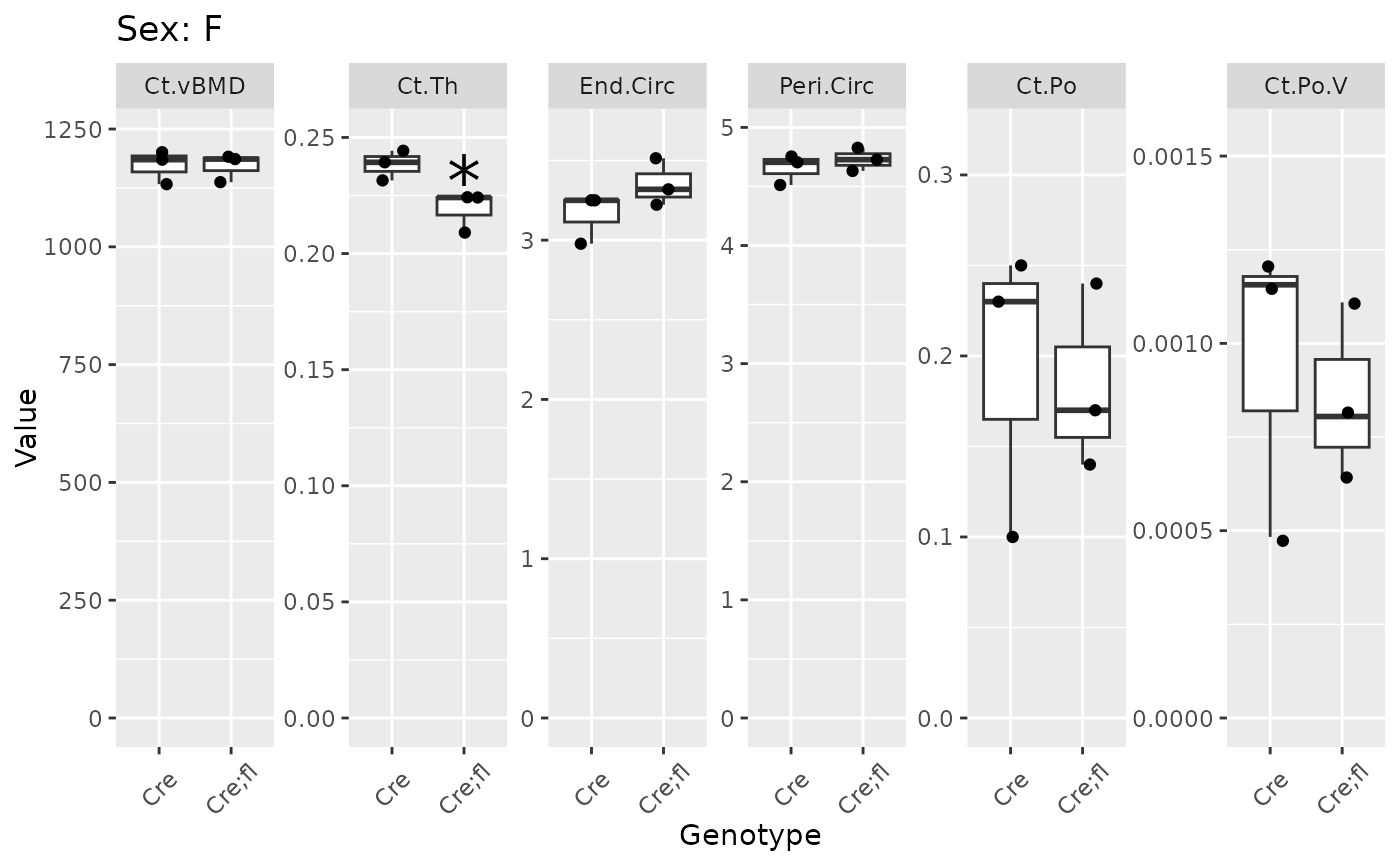 Sex: F
Ct.vBMD
Ct.Th
End.Circ
Peri.Circ
Ct.Po
Ct.Po.V
Value
1250
1000
750
500
250
0
0.25
0.20
0.15
0.10
0.05
0.00
*
3
2
1
0
5
4
3
2
1
0
0.3
0.2
0.1
0.0
0.0015
0.0010
0.0005
0.0000
Cre
Cre;fl
Cre
Cre;fl
Cre
Cre;fl
Cre
Cre;fl
Cre
Cre;fl
Cre
Cre;fl
Genotype